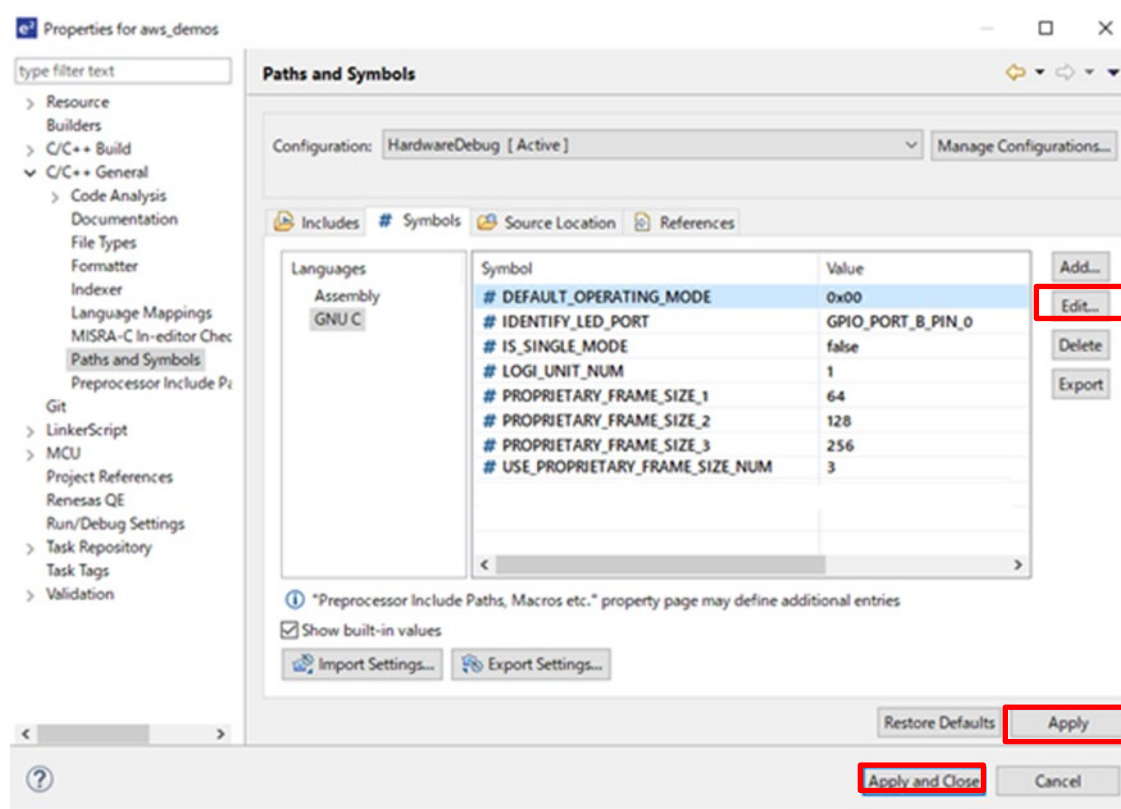 e² Properties for aws_demos
type filter text
Resource
Builders
C/C++ Build
C/C++ General
Code Analysis
Documentation
File Types
Formatter
Indexer
Language Mappings
MISRA-C In-editor Chec
Paths and Symbols
Preprocessor Include Pa
Git
LinkerScript
MCU
Project References
Renesas QE
Run/Debug Settings
Task Repository
Task Tags
Validation
Paths and Symbols
Configuration: HardwareDebug [ Active ] Manage Configurations...
Includes # Symbols Source Location References
Languages
Assembly
GNU C
Symbol Value
# DEFAULT_OPERATING_MODE 0x00
# IDENTIFY_LED_PORT GPIO_PORT_B_PIN_0
# IS_SINGLE_MODE false
# LOGI_UNIT_NUM 1
# PROPRIETARY_FRAME_SIZE_1 64
# PROPRIETARY_FRAME_SIZE_2 128
# PROPRIETARY_FRAME_SIZE_3 256
# USE_PROPRIETARY_FRAME_SIZE_NUM 3
Add...
Edit...
Delete
Export
"Preprocessor Include Paths, Macros etc." property page may define additional entries
Show built-in values
Import Settings... Export Settings...
Restore Defaults Apply
? Apply and Close Cancel